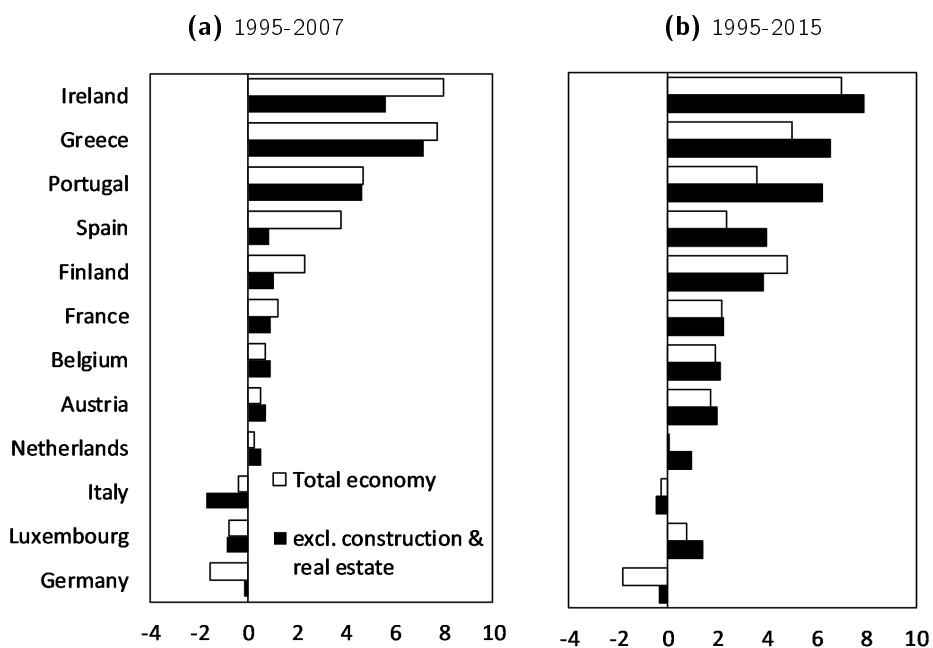 (a) 1995-2007
(b) 1995-2015
Ireland
Greece
Portugal
Spain
Finland
France
Belgium
Austria
Netherlands
Italy
Luxembourg
Germany
Total economy
excl. construction &
real estate
-4 -2 0 2 4 6 8 10
-4 -2 0 2 4 6 8 10